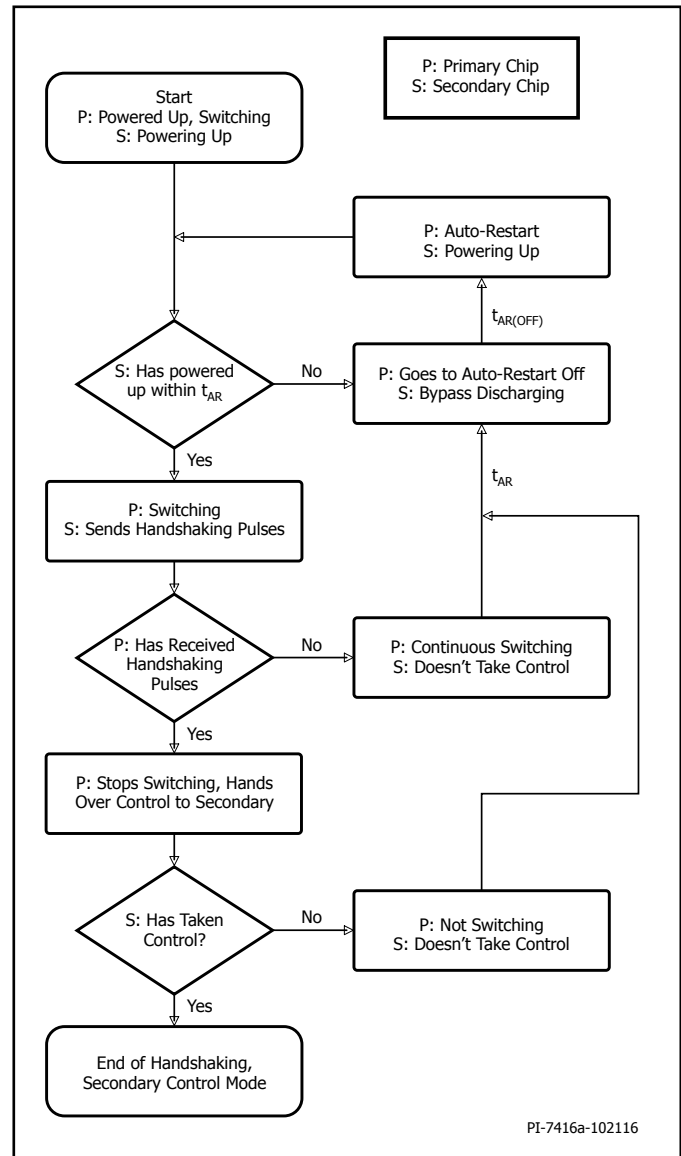 P: Primary Chip
S: Secondary Chip
Start
P: Powered Up, Switching
S: Powering Up
P: Auto-Restart
S: Powering Up
tAR(OFF)
S: Has powered
up within tAR
No
P: Goes to Auto-Restart Off
S: Bypass Discharging
Yes
tAR
P: Switching
S: Sends Handshaking Pulses
P: Has Received
Handshaking
Pulses
No
P: Continuous Switching
S: Doesn’t Take Control
Yes
P: Stops Switching, Hands
Over Control to Secondary
S: Has Taken
Control?
No
P: Not Switching
S: Doesn’t Take Control
Yes
End of Handshaking,
Secondary Control Mode
PI-7416a-102116